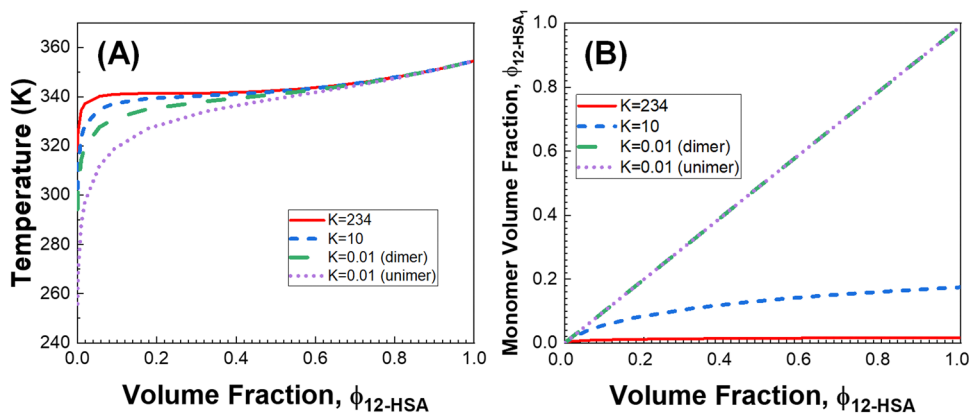 (A)
Temperature (K)
360
340
320
300
280
260
240
K=234
K=10
K=0.01 (dimer)
K=0.01 (unimer)
0.0 0.2 0.4 0.6 0.8 1.0
Volume Fraction, ϕ12-HSA
(B)
Monomer Volume Fraction, ϕ12-HSA1
1.0
0.8
0.6
0.4
0.2
0.0
K=234
K=10
K=0.01 (dimer)
K=0.01 (unimer)
0.0 0.2 0.4 0.6 0.8 1.0
Volume Fraction, ϕ12-HSA